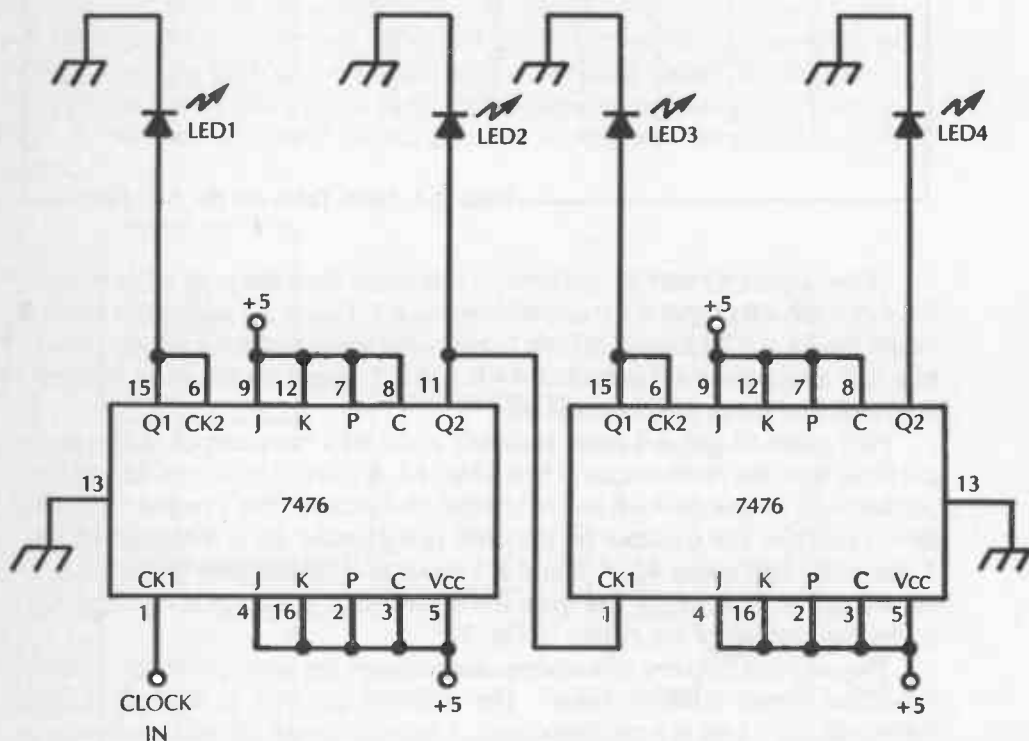 LED1 LED2 LED3 LED4
+5 +5
15 6 9 12 7 8 11 15 6 9 12 7 8
Q1 CK2 J K P C Q2 Q1 CK2 J K P C Q2
13 7476 7476 13
CK1 J K P C VCC CK1 J K P C VCC
1 4 16 2 3 5 1 4 16 2 3 5
CLOCK +5 +5
IN